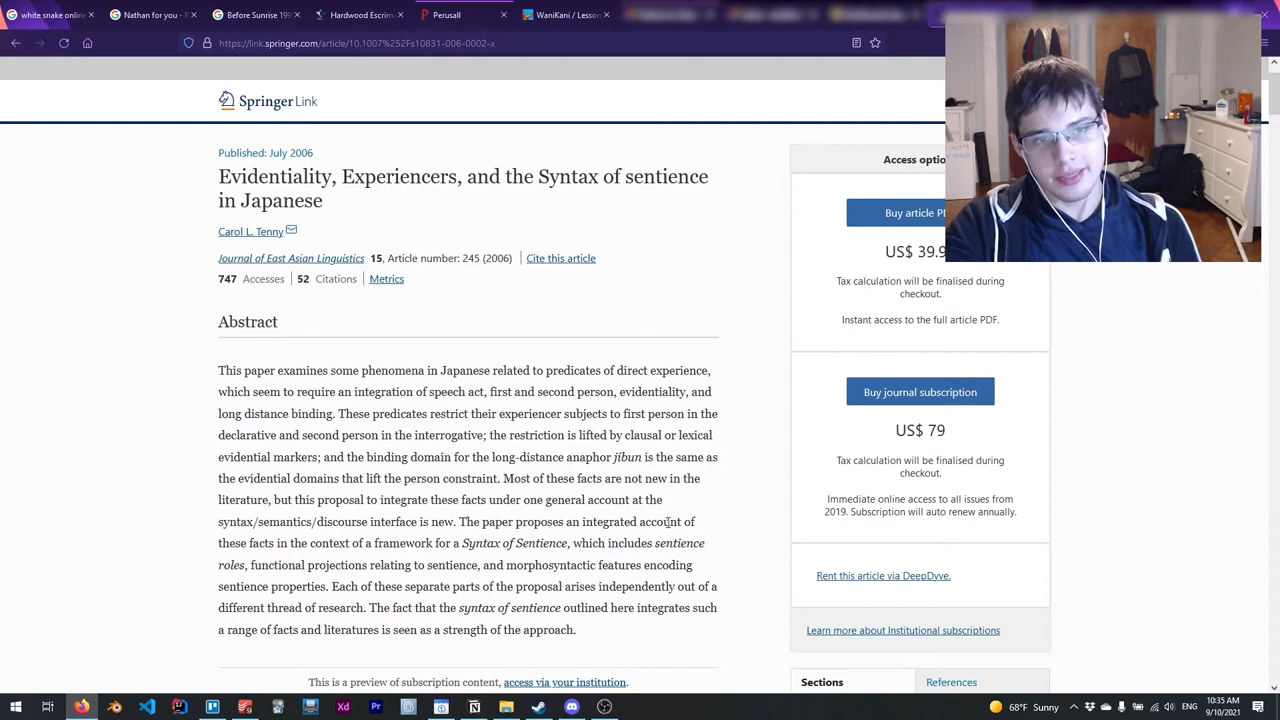 white snake online
Nathan for you - B
Before Sunrise 199
Hardwood Escrima
Perusall
WaniKani / Lesson
https://link.springer.com/article/10.1007%252Fs10831-006-0002-x
Springer Link
Published: July 2006
Evidentiality, Experiencers, and the Syntax of sentience
in Japanese
Carol L. Tenny
Journal of East Asian Linguistics 15, Article number: 245 (2006) Cite this article
747 Accesses 52 Citations Metrics
Abstract
This paper examines some phenomena in Japanese related to predicates of direct experience,
which seem to require an integration of speech act, first and second person, evidentiality, and
long distance binding. These predicates restrict their experiencer subjects to first person in the
declarative and second person in the interrogative; the restriction is lifted by clausal or lexical
evidential markers; and the binding domain for the long-distance anaphor jibun is the same as
the evidential domains that lift the person constraint. Most of these facts are not new in the
literature, but this proposal to integrate these facts under one general account at the
syntax/semantics/discourse interface is new. The paper proposes an integrated account of
these facts in the context of a framework for a Syntax of Sentience, which includes sentience
roles, functional projections relating to sentience, and morphosyntactic features encoding
sentience properties. Each of these separate parts of the proposal arises independently out of a
different thread of research. The fact that the syntax of sentience outlined here integrates such
a range of facts and literatures is seen as a strength of the approach.
This is a preview of subscription content, access via your institution.
Access optio
Buy article P
US$ 39.9
Tax calculation will be finalised during
checkout.
Instant access to the full article PDF.
Buy journal subscription
US$ 79
Tax calculation will be finalised during
checkout.
Immediate online access to all issues from
2019. Subscription will auto renew annually.
Rent this article via DeepDyve.
Learn more about Institutional subscriptions
Sections References
68°F Sunny
10:35 AM
9/10/2021